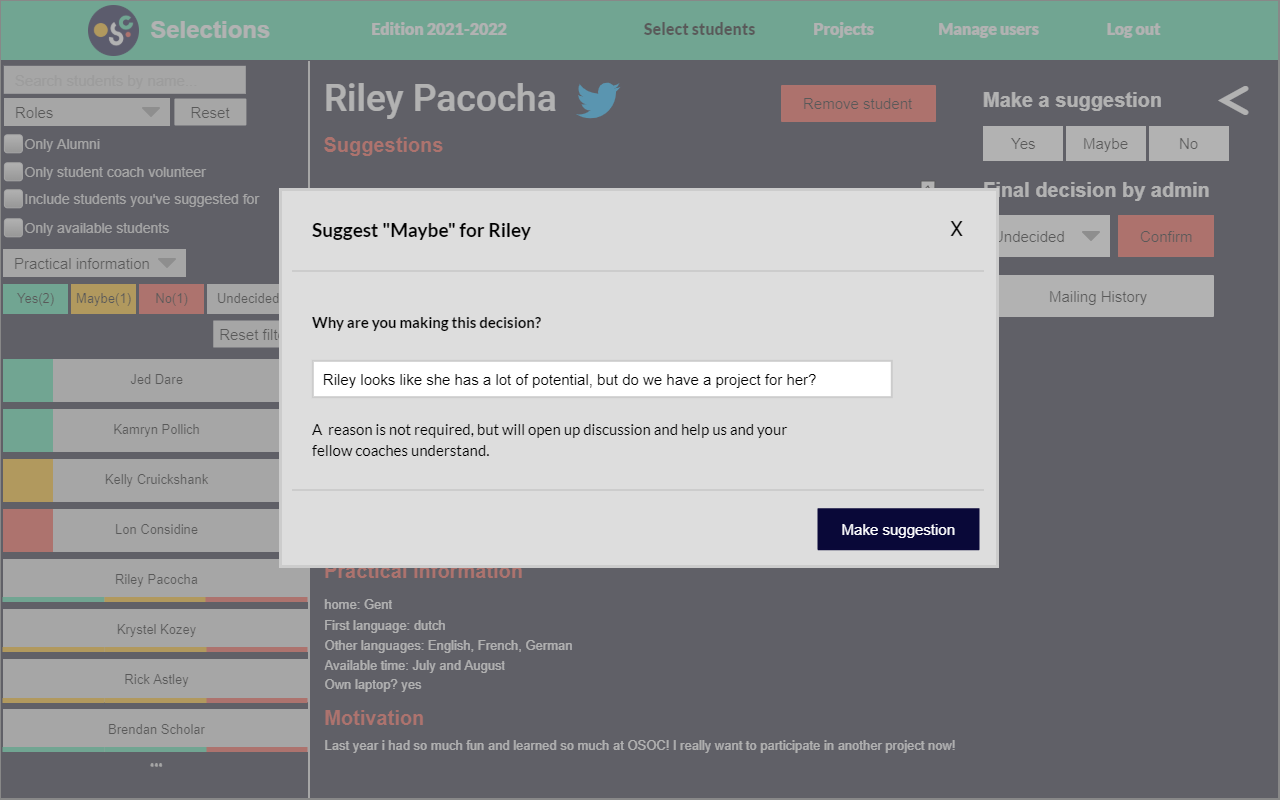 Selections
Edition 2021-2022
Select students
Projects
Manage users
Log out
Search students by name
Roles
Reset
Only Alumni
Only student coach volunteer
Include students you've suggested for
Only available students
Practical information
Yes(2)
Maybe(1)
No(1)
Undecided
Reset filt
Jed Dare
Kamryn Pollich
Kelly Cruickshank
Lon Considine
Riley Pacocha
Krystel Kozey
Rick Astley
Brendan Scholar
...
Riley Pacocha
Remove student
Suggestions
Make a suggestion
<
Yes
Maybe
No
Final decision by admin
Undecided
Confirm
Mailing History
Suggest "Maybe" for Riley
X
Why are you making this decision?
Riley looks like she has a lot of potential, but do we have a project for her?
A reason is not required, but will open up discussion and help us and your
fellow coaches understand.
Make suggestion
Practical information
home: Gent
First language: dutch
Other languages: English, French, German
Available time: July and August
Own laptop? yes
Motivation
Last year i had so much fun and learned so much at OSOC! I really want to participate in another project now!